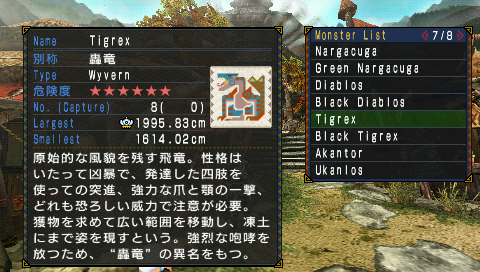 Name Tigrex
別称 轟竜
Type Wyvern
危険度 ★★★★★★
No. (Capture) 8( 0)
Largest 1995.83cm
Smallest 1614.02cm
原始的な風貌を残す飛竜。性格は
いたって凶暴で、発達した四肢を
使っての突進、強力な爪と顎の一撃、
どれも恐ろしい威力で注意が必要。
獲物を求めて広い範囲を移動し、凍土
にまで姿を現すという。強烈な咆哮を
放つため、“轟竜”の異名をもつ。
Monster List 7/8
Nargacuga
Green Nargacuga
Diablos
Black Diablos
Tigrex
Black Tigrex
Akantor
Ukanlos